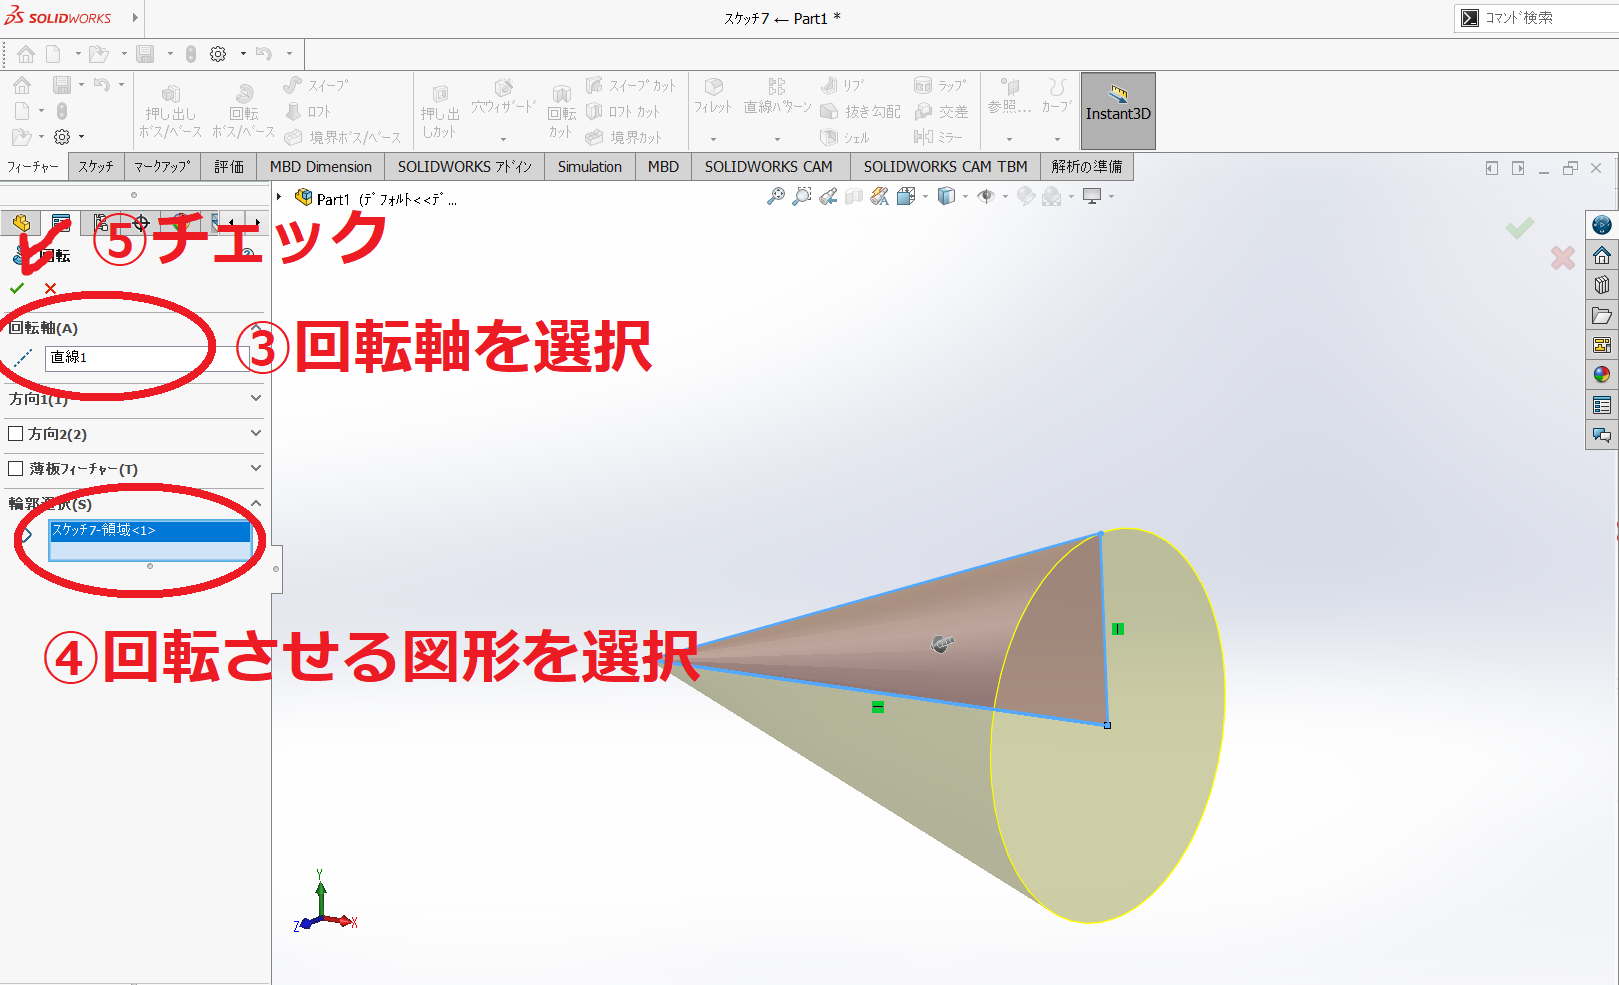 SOLIDWORKS
スケッチ7 ← Part1 *
コマンド検索
押し出し
ボス/ベース
回転
ボス/ベース
スイープ
ロフト
境界ボス/ベース
押し出
しカット
穴ウィザード
回転
カット
スイープ カット
ロフト カット
境界カット
フィレット
直線パターン
リブ
抜き勾配
シェル
ラップ
交差
ミラー
参照...
カーブ
Instant3D
フィーチャー
スケッチ
マークアップ
評価
MBD Dimension
SOLIDWORKS アドイン
Simulation
MBD
SOLIDWORKS CAM
SOLIDWORKS CAM TBM
解析の準備
Part1 (デフォルト<<デ...
⑤チェック
回転
回転軸(A)
直線1
③回転軸を選択
方向1(1)
方向2(2)
薄板フィーチャー(T)
輪郭選択(S)
スケッチ7-領域<1>
④回転させる図形を選択
Y
X
Z